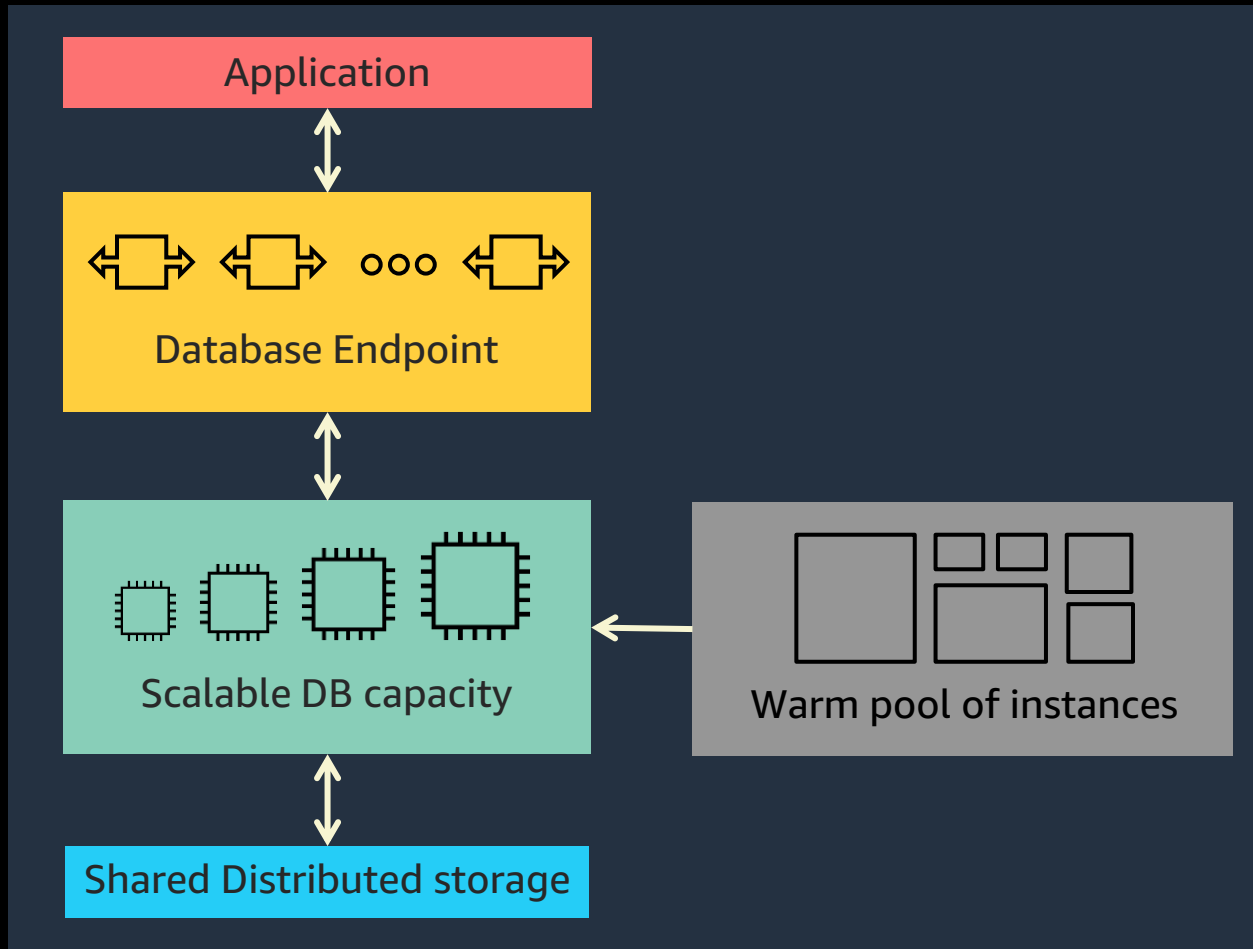 Application
Database Endpoint
Scalable DB capacity
Warm pool of instances
Shared Distributed storage